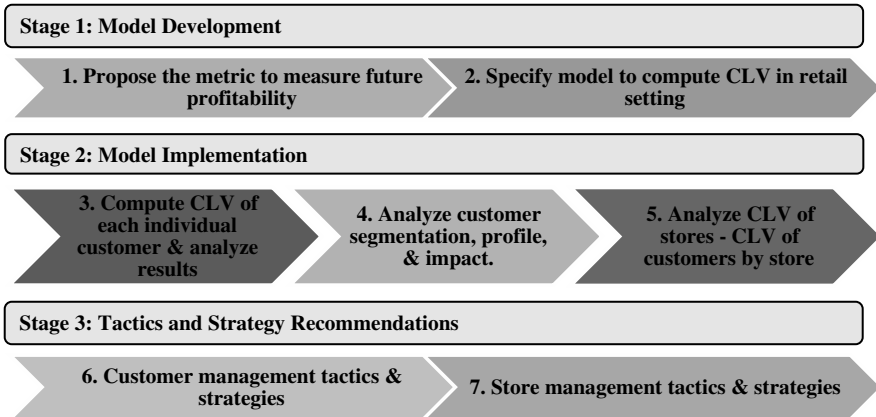 Stage 1: Model Development
1. Propose the metric to measure future
profitability
2. Specify model to compute CLV in retail
setting
Stage 2: Model Implementation
3. Compute CLV of
each individual
customer & analyze
results
4. Analyze customer
segmentation, profile,
& impact.
5. Analyze CLV of
stores - CLV of
customers by store
Stage 3: Tactics and Strategy Recommendations
6. Customer management tactics &
strategies
7. Store management tactics & strategies